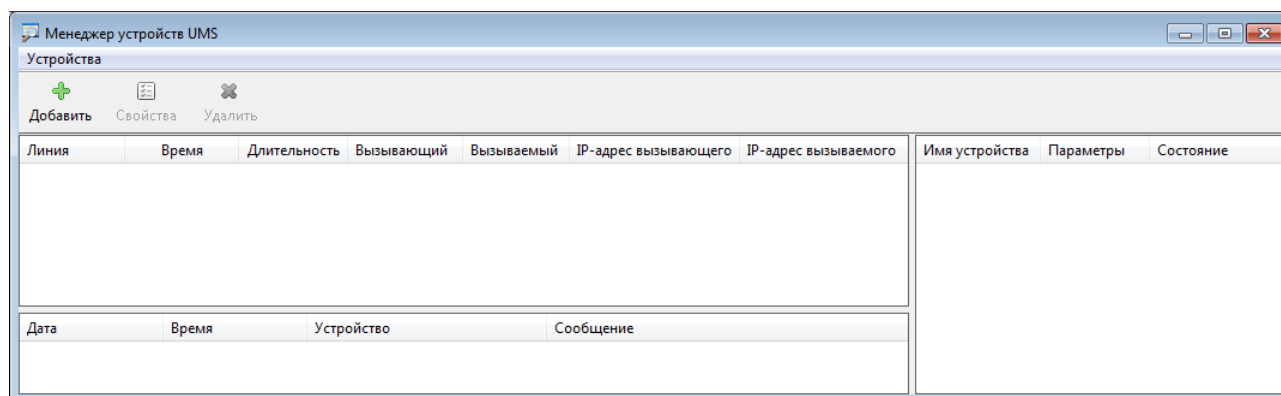 Менеджер устройств UMS
Устройства
Добавить Свойства Удалить
Линия Время Длительность Вызывающий Вызываемый IP-адрес вызывающего IP-адрес вызываемого Имя устройства Параметры Состояние
Дата Время Устройство Сообщение